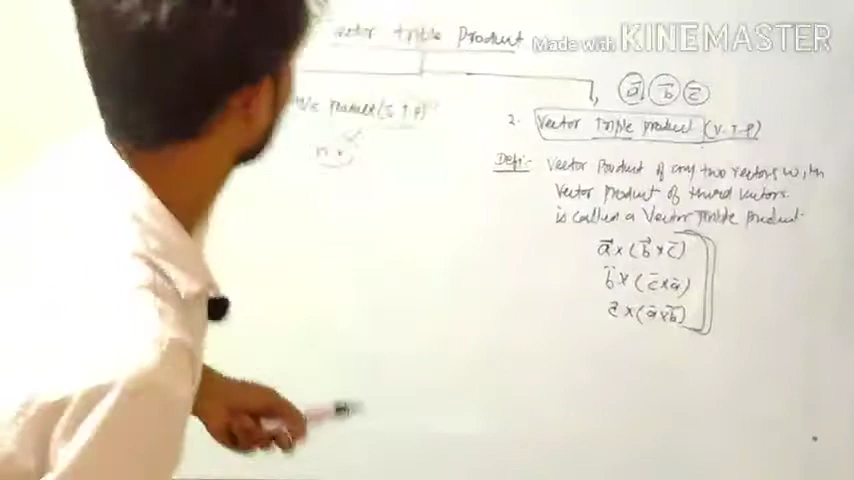 Vector triple Product
Made with KINEMASTER
a⃗ b⃗ c⃗
Product (S.T.P)
2. Vector Triple product (V.T.P)
Defi:- Vector Product of any two vectors with
vector product of third vectors.
is called a Vector Triple product.
a⃗ × (b⃗ × c⃗)
b⃗ × (c⃗ × a⃗)
c⃗ × (a⃗ × b⃗)